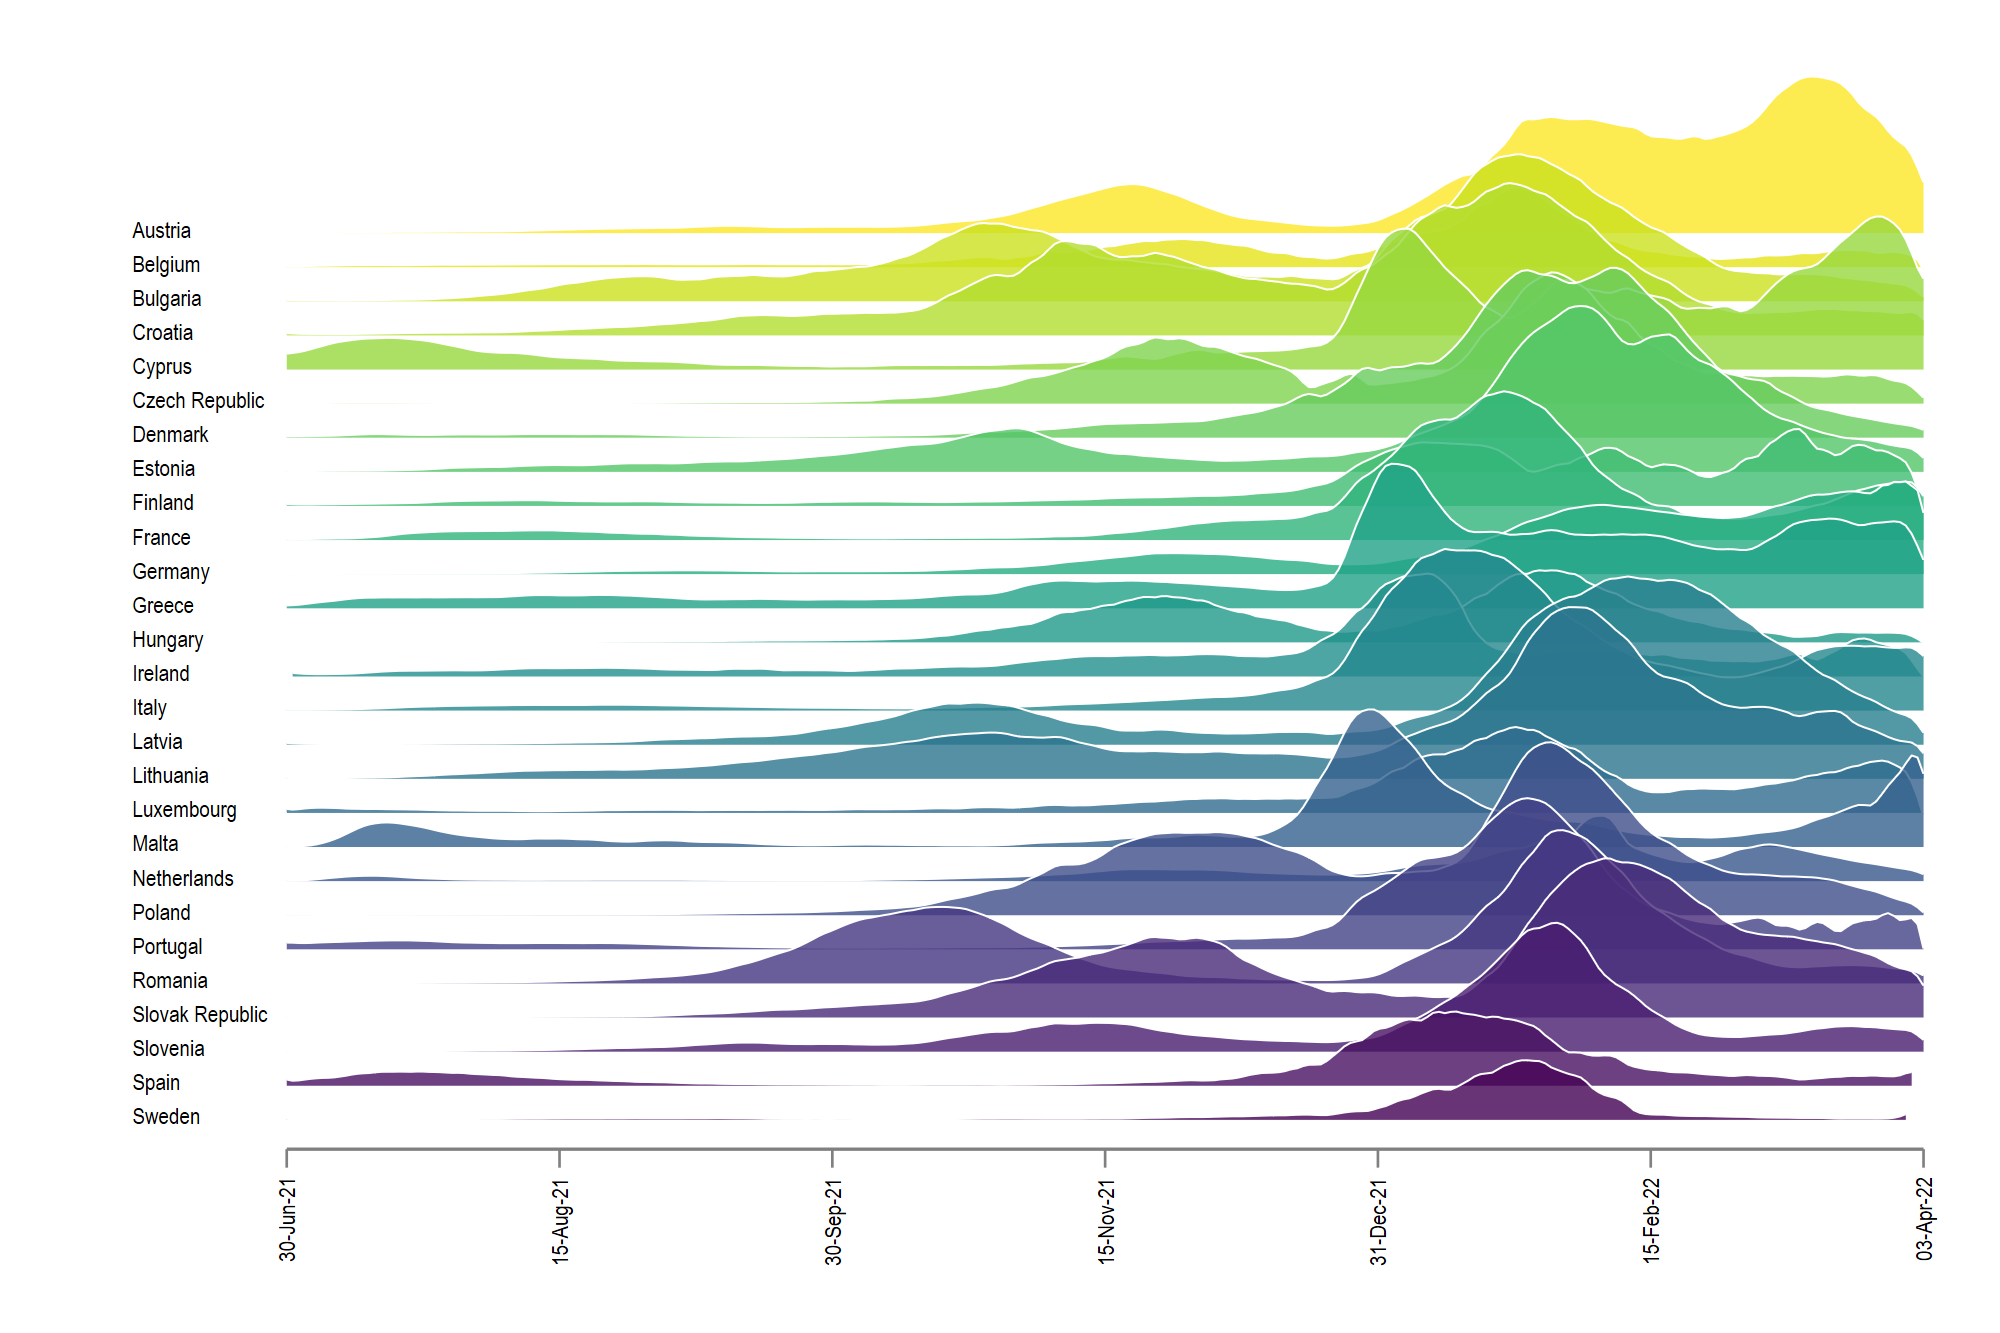 Austria
Belgium
Bulgaria
Croatia
Cyprus
Czech Republic
Denmark
Estonia
Finland
France
Germany
Greece
Hungary
Ireland
Italy
Latvia
Lithuania
Luxembourg
Malta
Netherlands
Poland
Portugal
Romania
Slovak Republic
Slovenia
Spain
Sweden
30-Jun-21
15-Aug-21
30-Sep-21
15-Nov-21
31-Dec-21
15-Feb-22
03-Apr-22